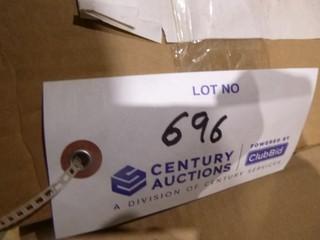 LOT NO
696
CENTURY
AUCTIONS
POWERED BY
ClubBid
A DIVISION OF CENTURY SERVICES